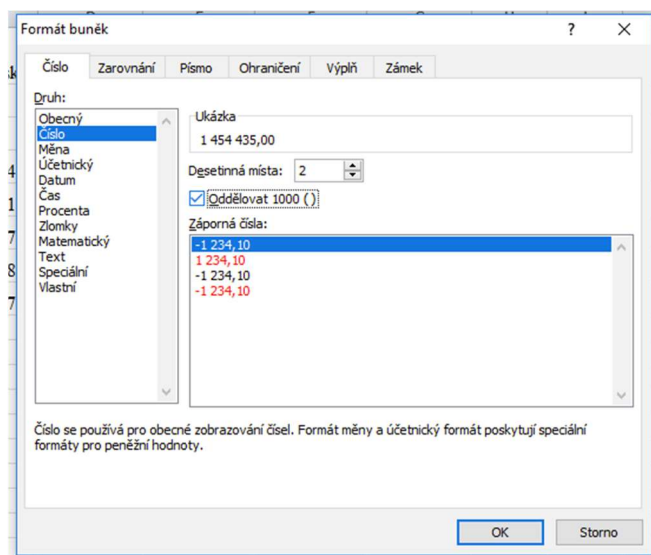 Formát buněk
?
Číslo Zarovnání Písmo Ohraničení Výplň Zámek
Druh:
Obecný
Číslo
Měna
Účetnický
Datum
Čas
Procenta
Zlomky
Matematický
Text
Speciální
Vlastní
Ukázka
1 454 435,00
Desetinná místa: 2
Oddělovat 1000 ( )
Záporná čísla:
-1 234,10
1 234,10
-1 234,10
-1 234,10
Číslo se používá pro obecné zobrazování čísel. Formát měny a účetnický formát poskytují speciální
formáty pro peněžní hodnoty.
OK Storno